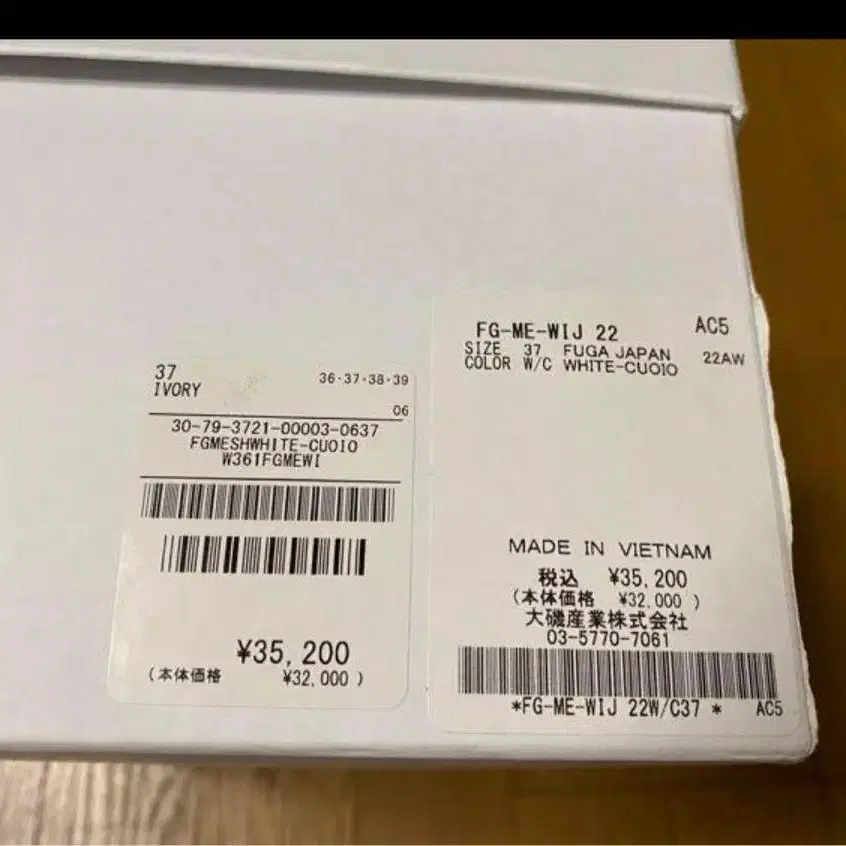 37
IVORY
36・37・38・39
06
30-79-3721-00003-0637
FGMESHWHITE-CUOIO
W361FGMEWI
¥35,200
(本体価格 ¥32,000 )
FG-ME-WIJ 22 AC5
SIZE 37 FUGA JAPAN 22AW
COLOR W/C WHITE-CUOIO
MADE IN VIETNAM
税込 ¥35,200
(本体価格 ¥32,000 )
大磯産業株式会社
03-5770-7061
*FG-ME-WIJ 22W/C37 * AC5